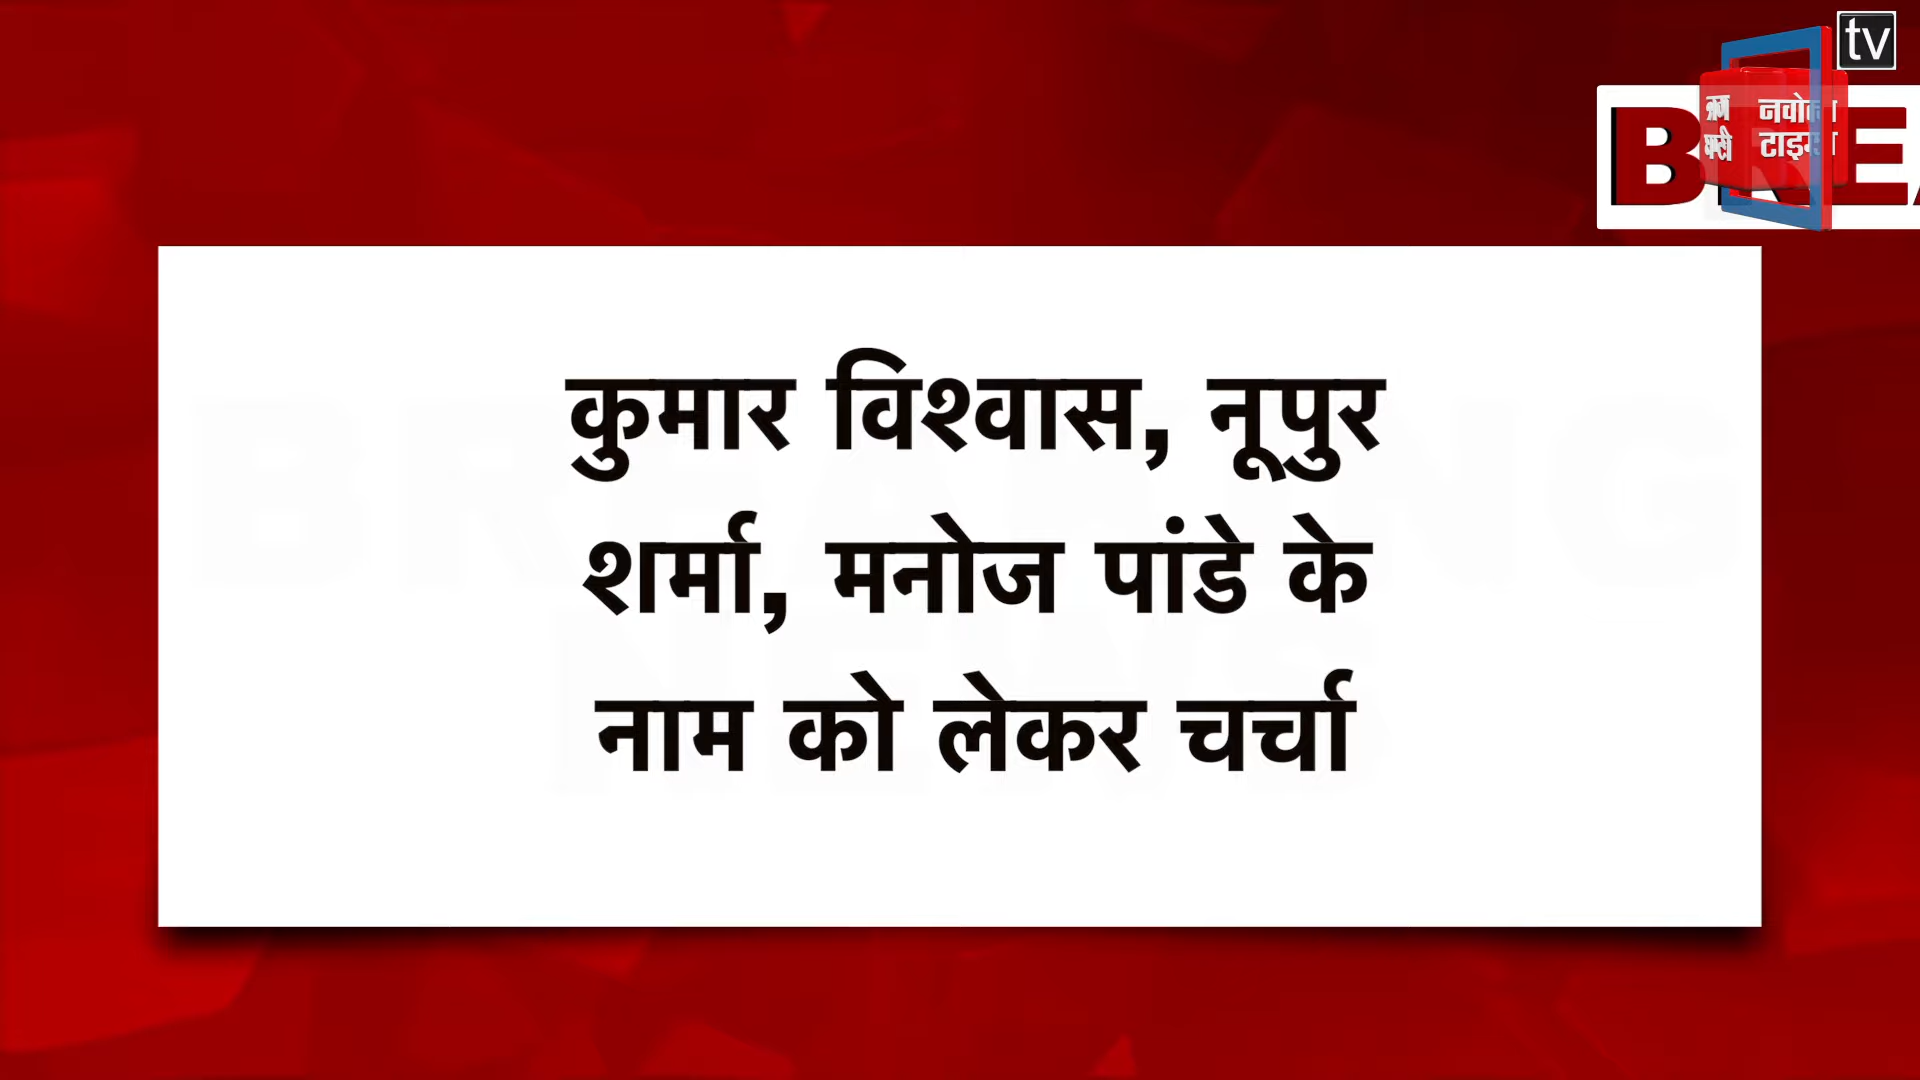 tv
कुमार विश्वास, नूपुर
शर्मा, मनोज पांडे के
नाम को लेकर चर्चा